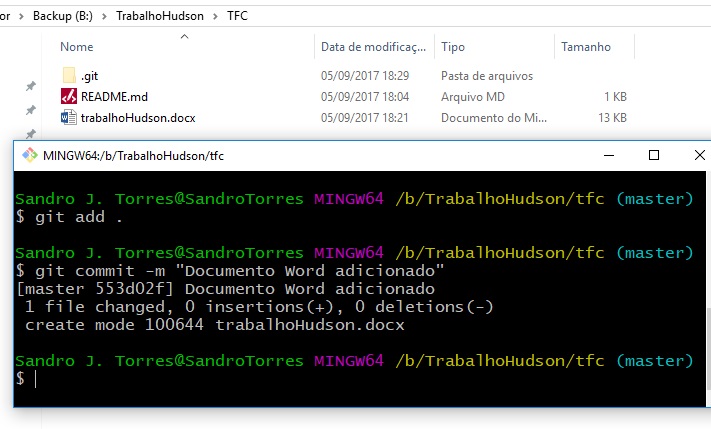 or > Backup (B:) > TrabalhoHudson > TFC
Nome Data de modificaç... Tipo Tamanho
.git 05/09/2017 18:29 Pasta de arquivos
README.md 05/09/2017 18:04 Arquivo MD 1 KB
trabalhoHudson.docx 05/09/2017 18:21 Documento do Mi... 13 KB
MINGW64:/b/TrabalhoHudson/tfc
Sandro J. Torres@SandroTorres MINGW64 /b/TrabalhoHudson/tfc (master)
$ git add .
Sandro J. Torres@SandroTorres MINGW64 /b/TrabalhoHudson/tfc (master)
$ git commit -m "Documento Word adicionado"
[master 553d02f] Documento Word adicionado
1 file changed, 0 insertions(+), 0 deletions(-)
create mode 100644 trabalhoHudson.docx
Sandro J. Torres@SandroTorres MINGW64 /b/TrabalhoHudson/tfc (master)
$